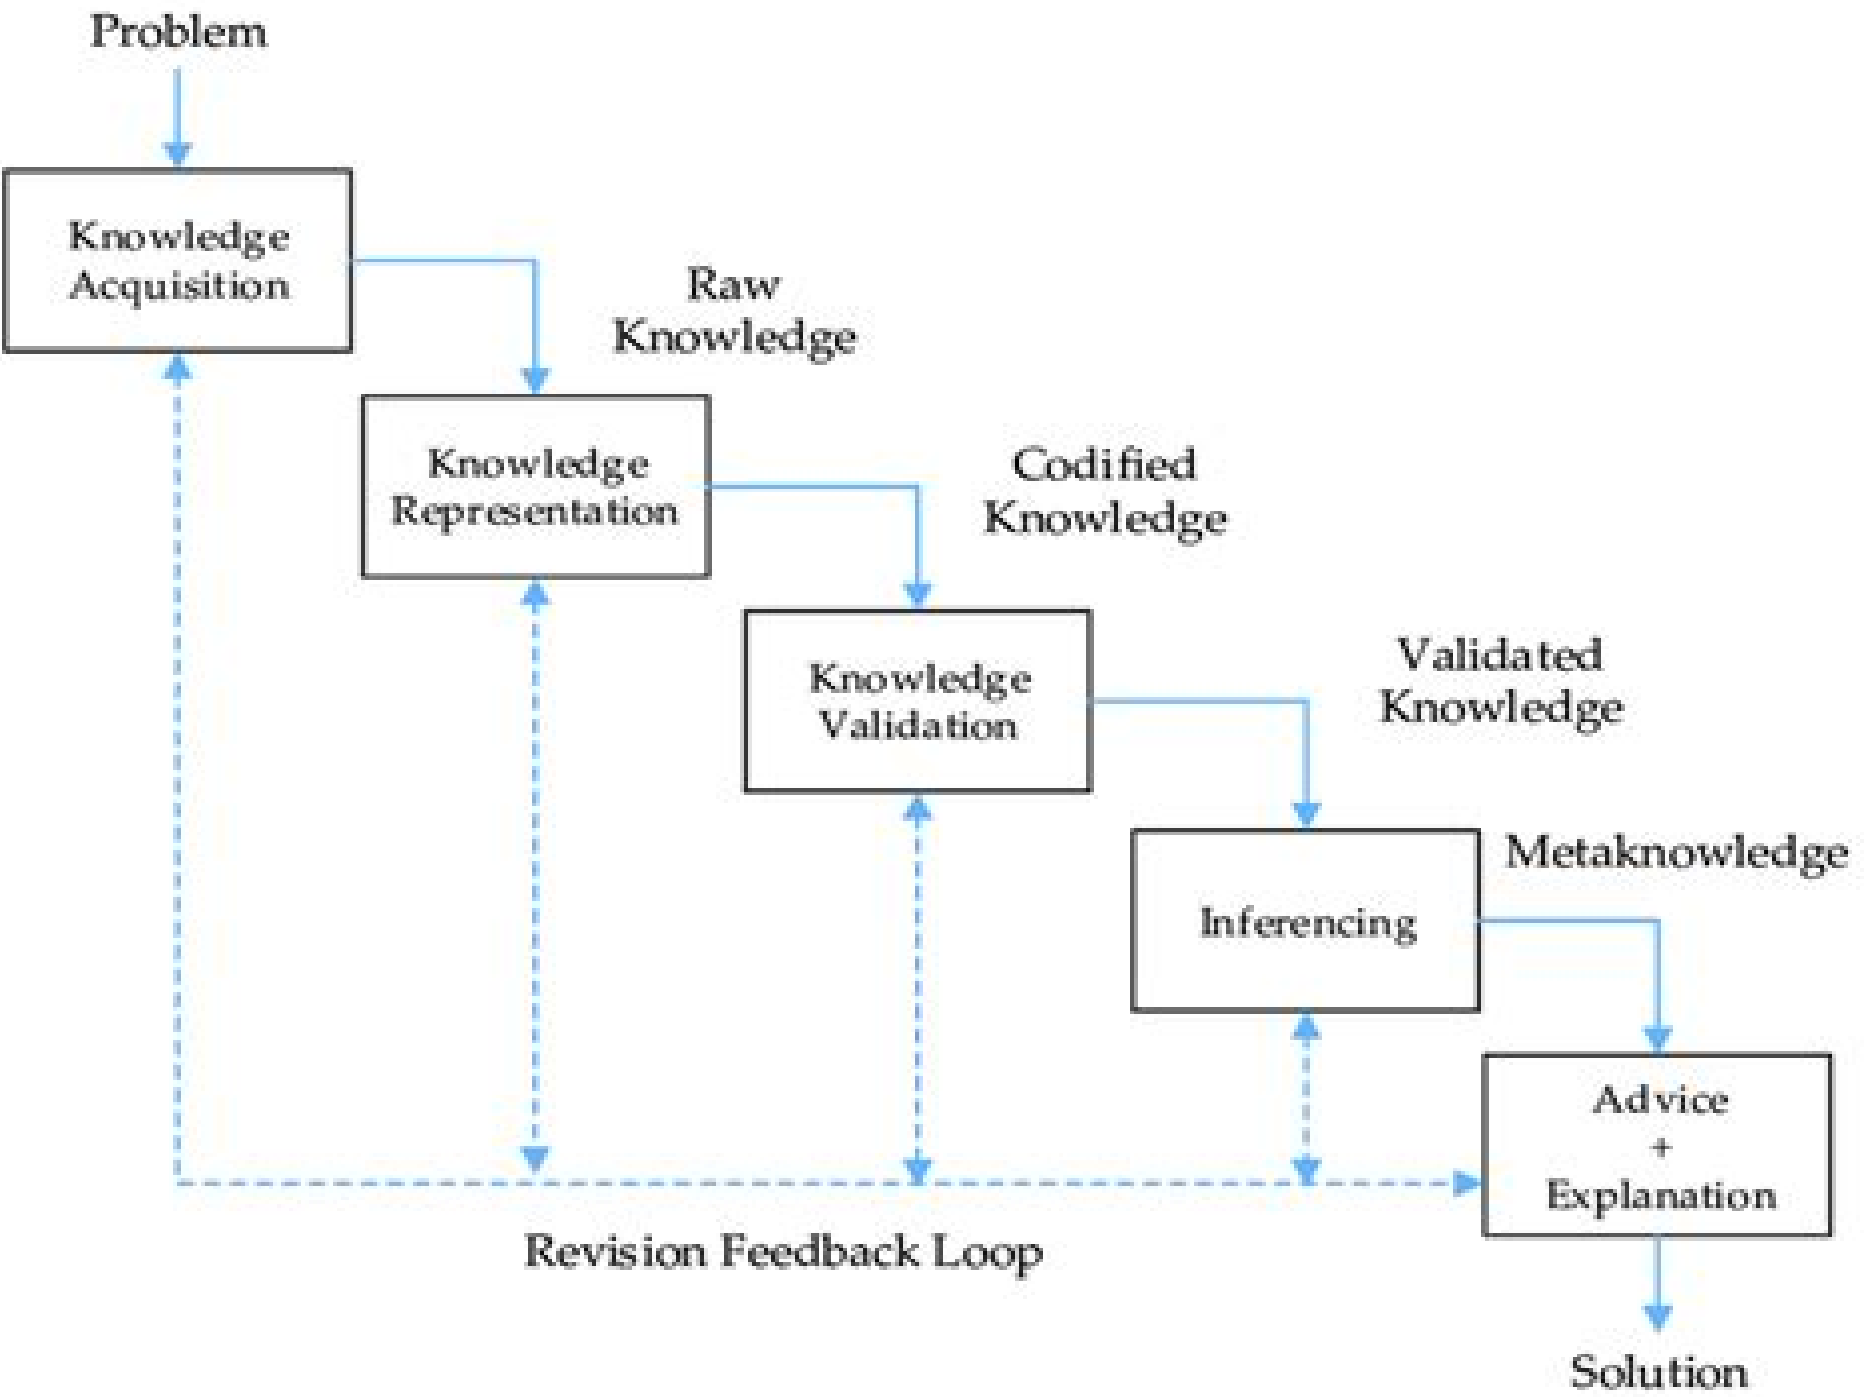 Problem
Knowledge
Acquisition
Raw
Knowledge
Knowledge
Representation
Codified
Knowledge
Knowledge
Validation
Validated
Knowledge
Inferencing
Metaknowledge
Advice
+
Explanation
Revision Feedback Loop
Solution